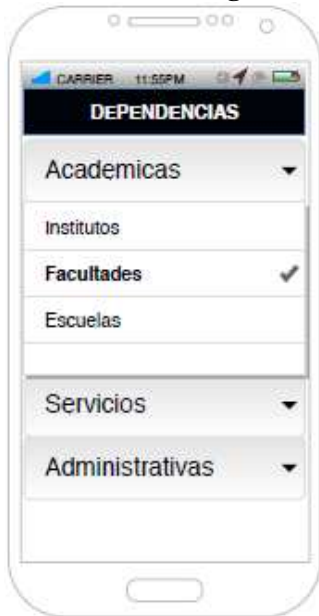 CARRIER 11:55PM
DEPENDENCIAS
Academicas
Institutos
Facultades
Escuelas
Servicios
Administrativas